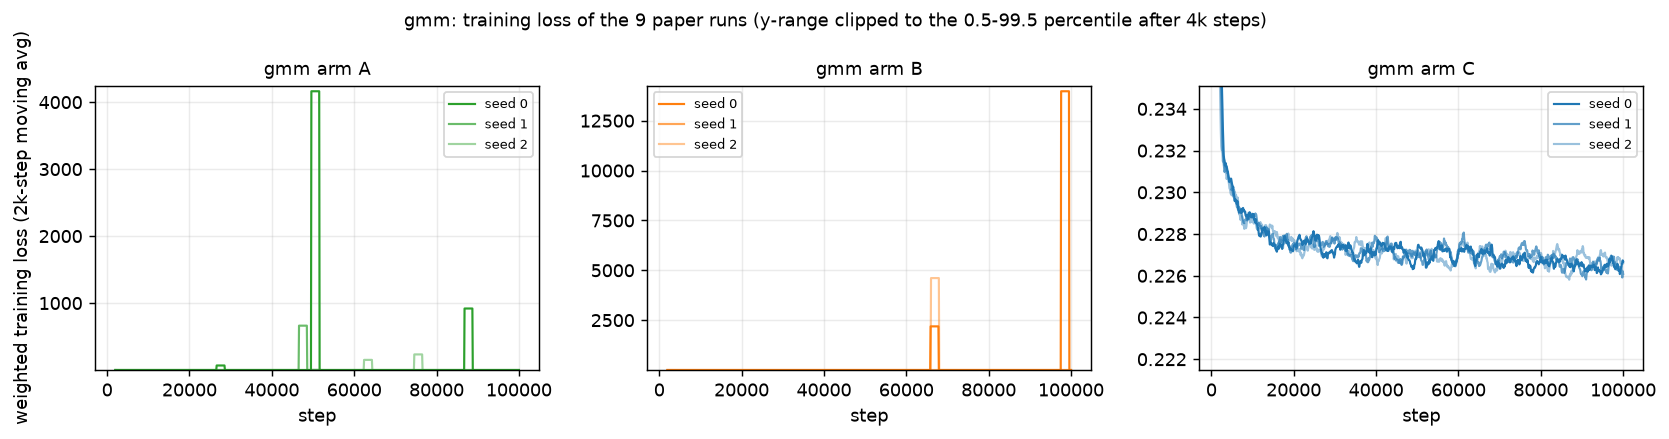 gmm: training loss of the 9 paper runs (y-range clipped to the 0.5-99.5 percentile after 4k steps)
weighted training loss (2k-step moving avg)
gmm arm A
4000
3000
2000
1000
0
20000
40000
60000
80000
100000
step
seed 0
seed 1
seed 2
gmm arm B
12500
10000
7500
5000
2500
0
20000
40000
60000
80000
100000
step
seed 0
seed 1
seed 2
gmm arm C
0.234
0.232
0.230
0.228
0.226
0.224
0.222
0
20000
40000
60000
80000
100000
step
seed 0
seed 1
seed 2